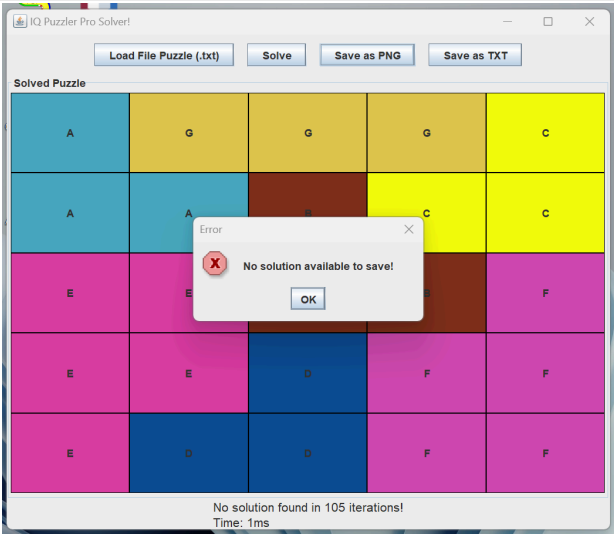 IQ Puzzler Pro Solver!
Load File Puzzle (.txt) Solve Save as PNG Save as TXT
Solved Puzzle
A G G G C
A A B C C
Error
No solution available to save!
E E B F
OK
E E D F F
E D D F F
No solution found in 105 iterations!
Time: 1ms